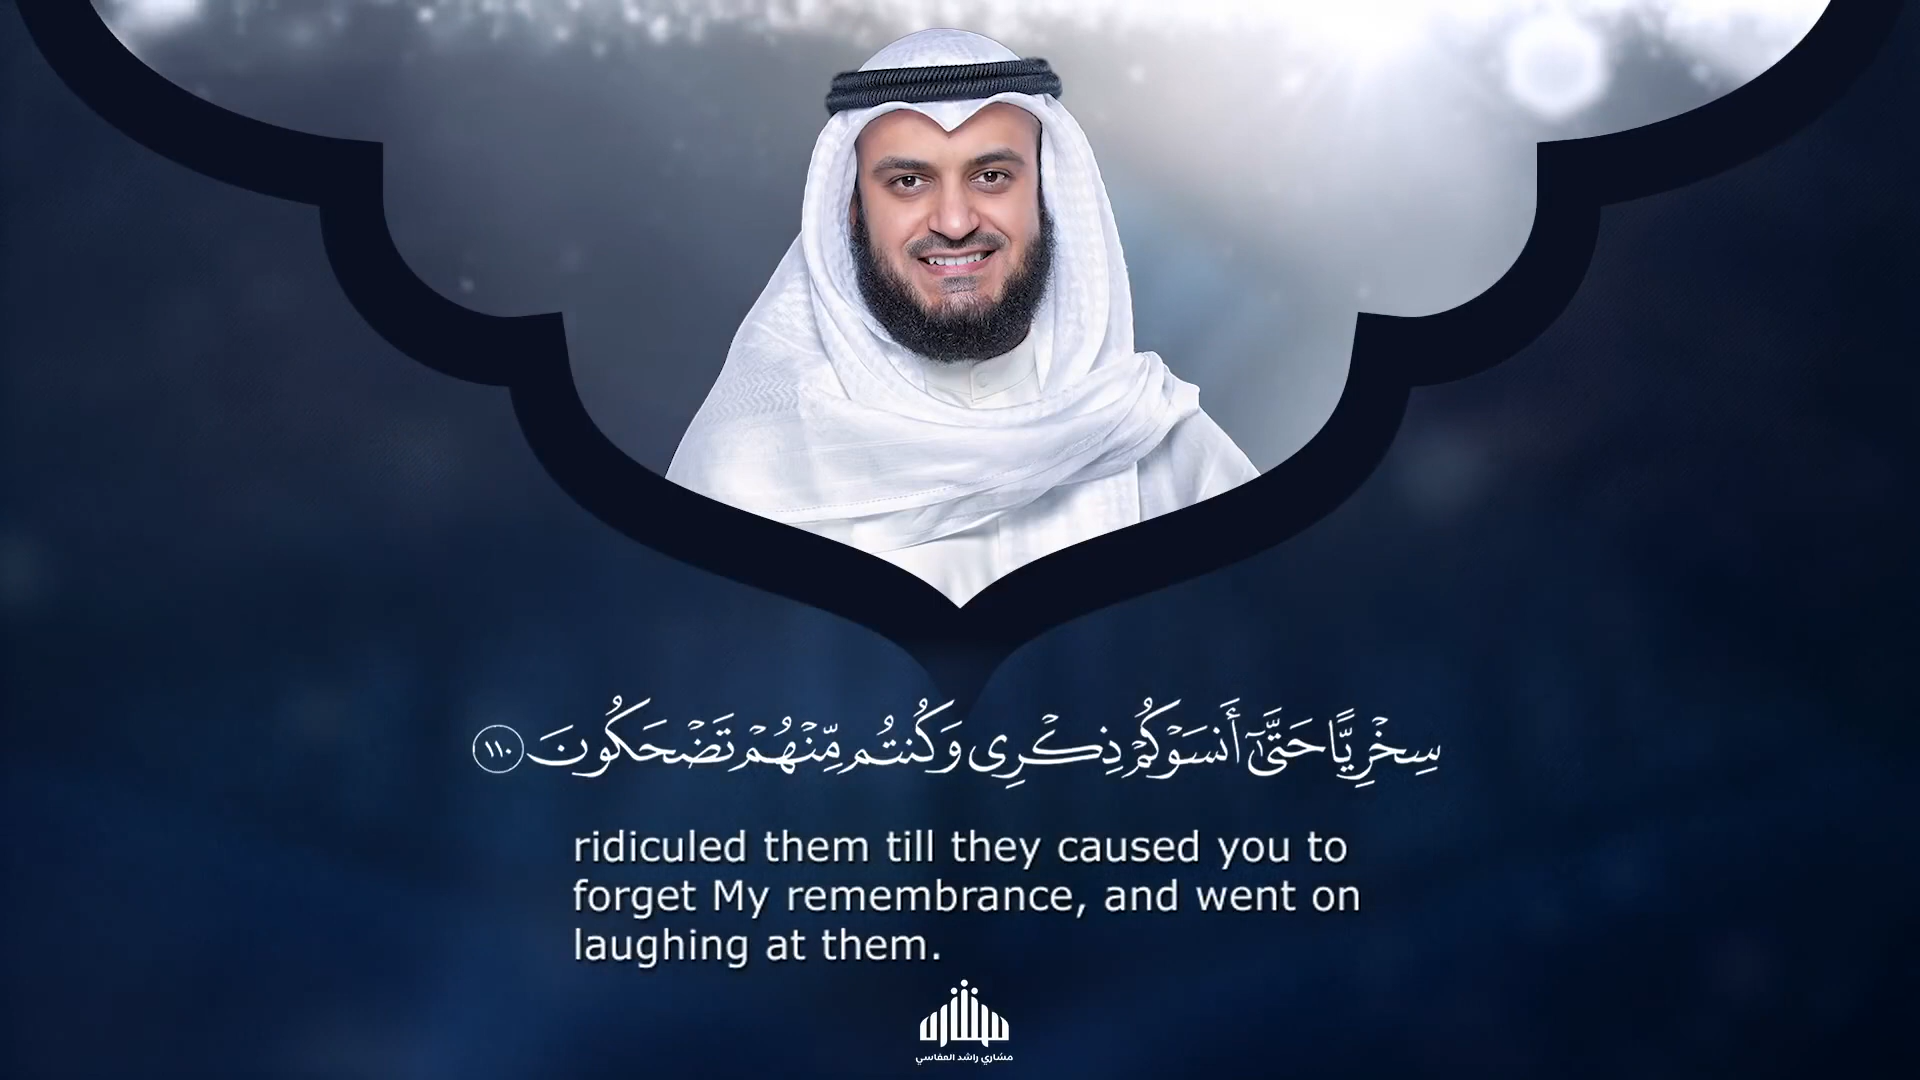 سِخْرِيًّا حَتَّىٰٓ أَنسَوْكُمْ ذِكْرِى وَكُنتُم مِّنْهُمْ تَضْحَكُونَ ١١٠
ridiculed them till they caused you to
forget My remembrance, and went on
laughing at them.
مشاري راشد العفاسي